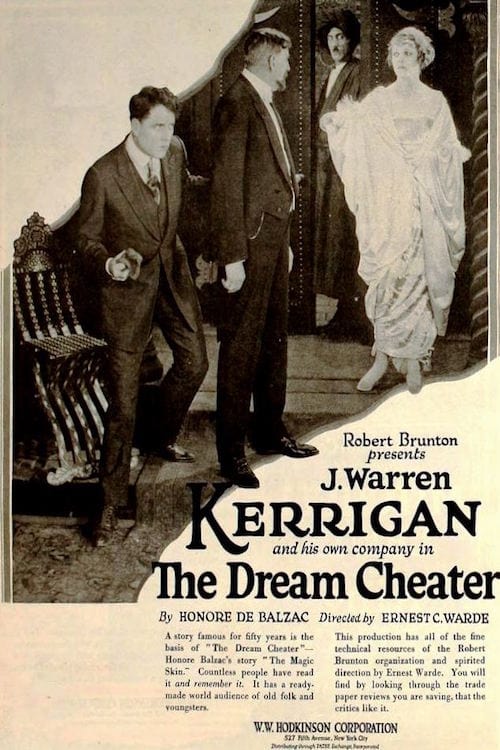 Robert Brunton
presents
J. Warren
KERRIGAN
and his own company in
The Dream Cheater
By HONORE DE BALZAC Directed by ERNEST C. WARDE
A story famous for fifty years is the
basis of "The Dream Cheater"—
Honore Balzac's story "The Magic
Skin." Countless people have read
it and remember it. It has a ready-
made world audience of old folk and
youngsters.
This production has all of the fine
technical resources of the Robert
Brunton organization and spirited
direction by Ernest Warde. You will
find by looking through the trade
paper reviews you are saving, that the
critics like it.
W.W. HODKINSON CORPORATION
527 Fifth Avenue, New York City
Distributing through PATHÉ Exchange, Incorporated